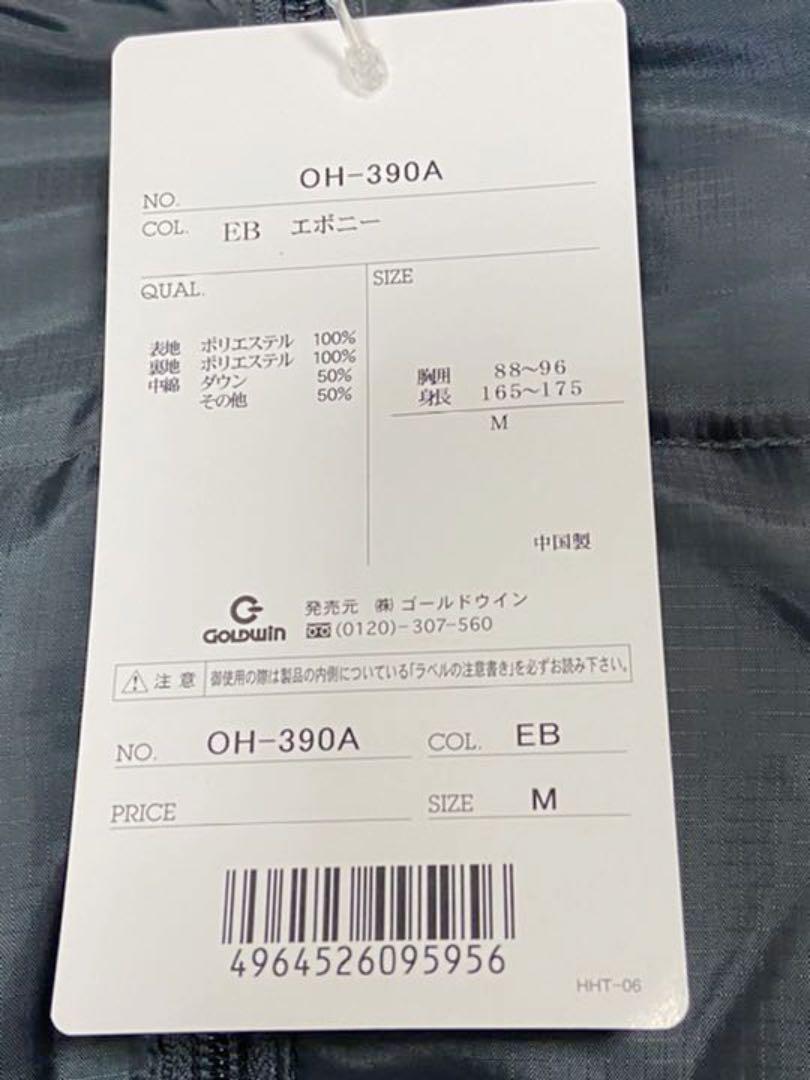 NO. OH-390A
COL. EB エボニー
QUAL.
表地 ポリエステル 100%
裏地 ポリエステル 100%
中綿 ダウン 50%
その他 50%
SIZE
胸囲 88～96
身長 165～175
M
中国製
GOLDWIN
発売元 ㈱ゴールドウイン
(0120)-307-560
注意 御使用の際は製品の内側についている「ラベルの注意書き」を必ずお読み下さい。
NO. OH-390A COL. EB
PRICE SIZE M
4964526095956
HHT-06